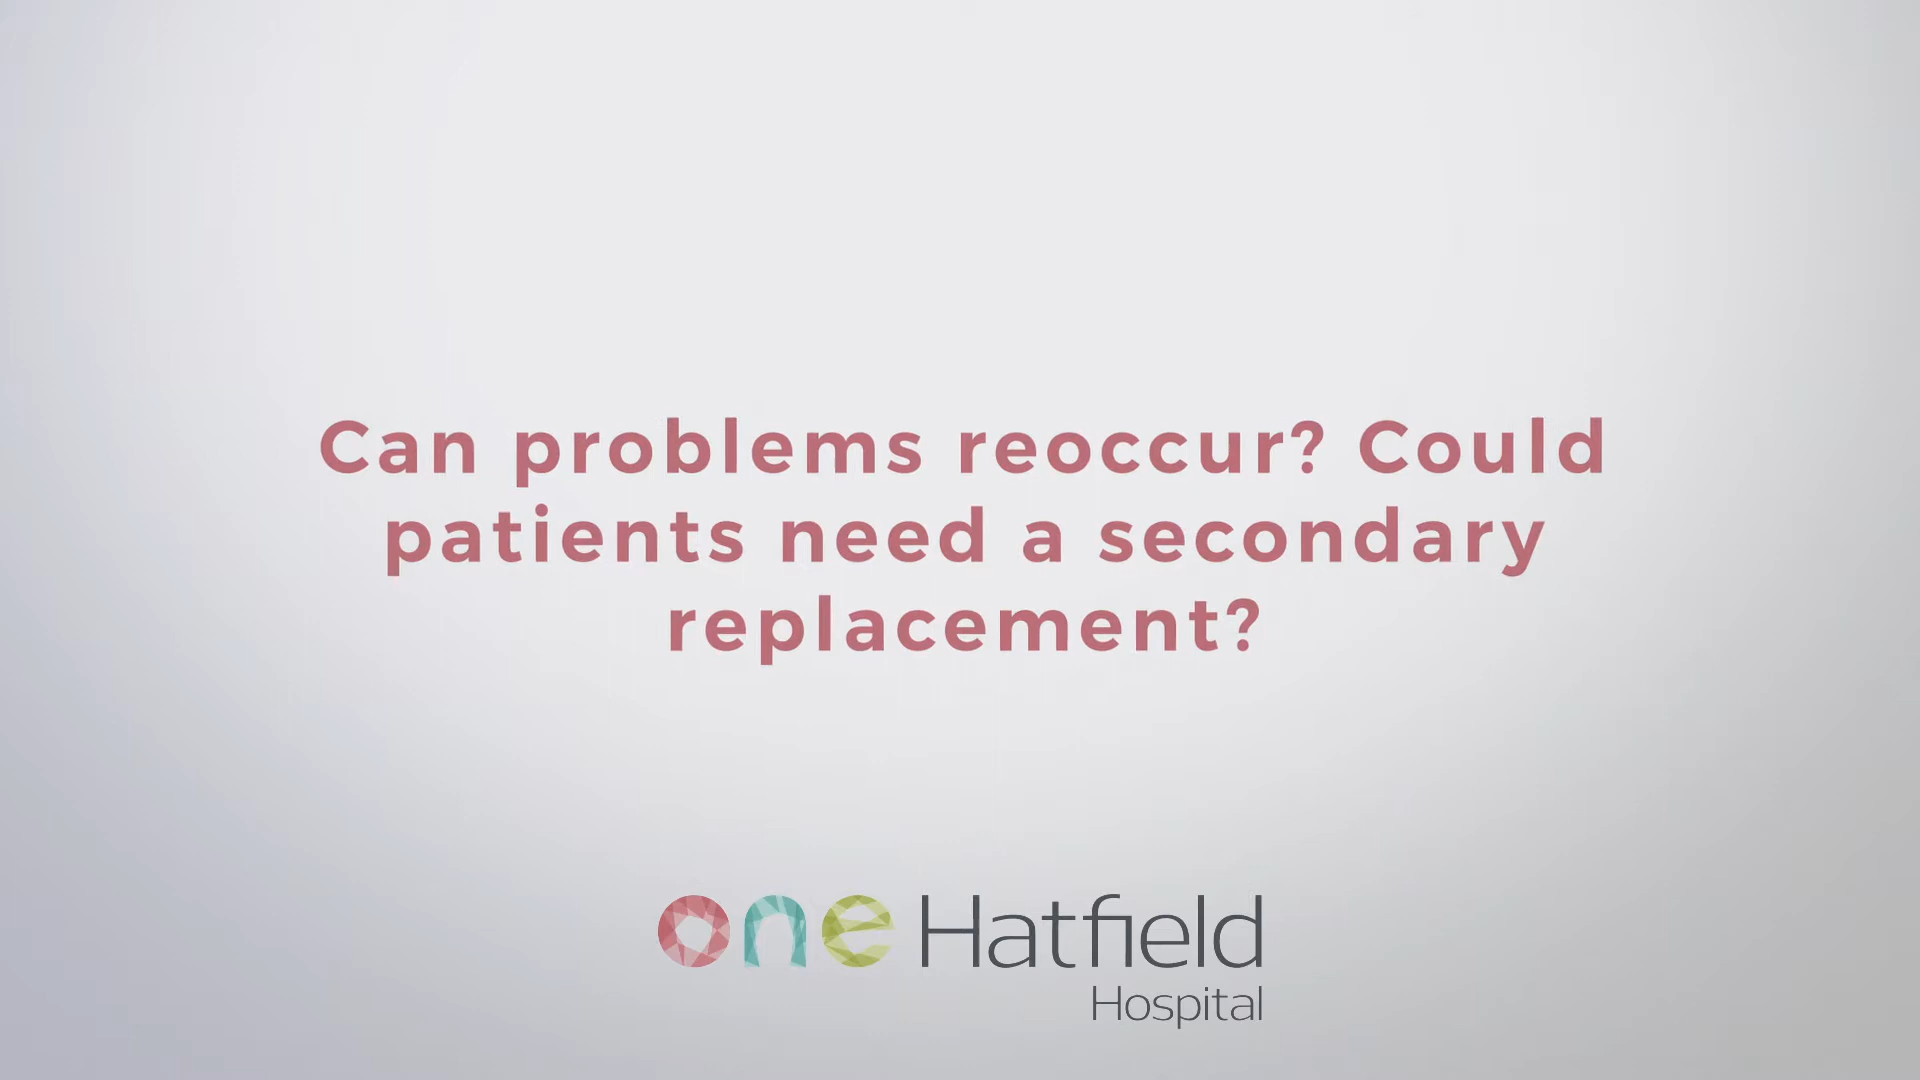 Can problems reoccur? Could
patients need a secondary
replacement?
one Hatfield
Hospital